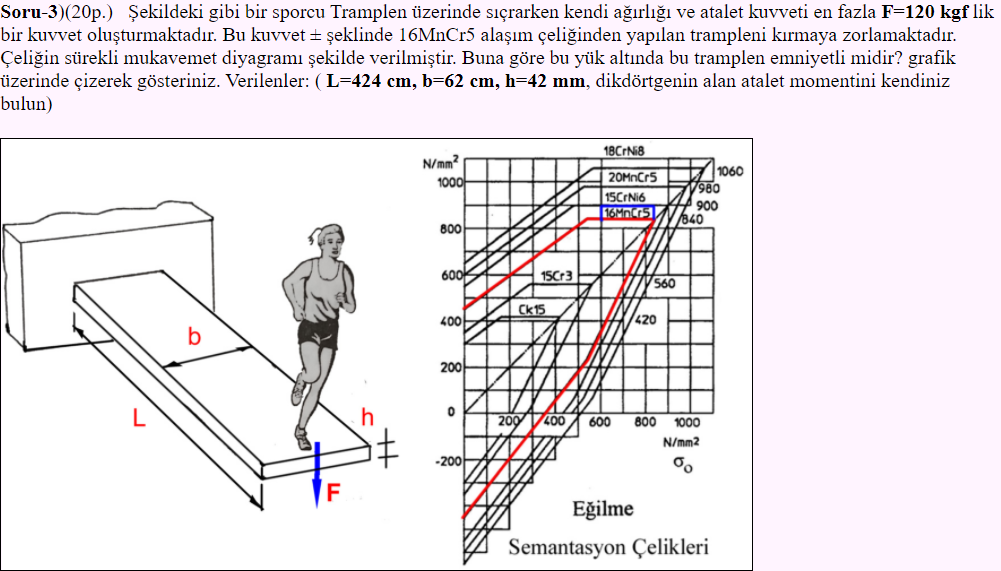 Soru-3)(20p.) Şekildeki gibi bir sporcu Tramplen üzerinde sıçrarken kendi ağırlığı ve atalet kuvveti en fazla F=120 kgf lik
bir kuvvet oluşturmaktadır. Bu kuvvet ± şeklinde 16MnCr5 alaşım çeliğinden yapılan trampleni kırmaya zorlamaktadır.
Çeliğin sürekli mukavemet diyagramı şekilde verilmiştir. Buna göre bu yük altında bu tramplen emniyetli midir? grafik
üzerinde çizerek gösteriniz. Verilenler: ( L=424 cm, b=62 cm, h=42 mm, dikdörtgenin alan atalet momentini kendiniz
bulun)
b
L
h
F
N/mm²
1000
800
600
400
200
0
-200
18CrNi8
20MnCr5
15CrNi6
16MnCr5
15Cr3
Ck15
1060
980
900
840
560
420
200
400
600
800
1000
N/mm2
σo
Eğilme
Semantasyon Çelikleri